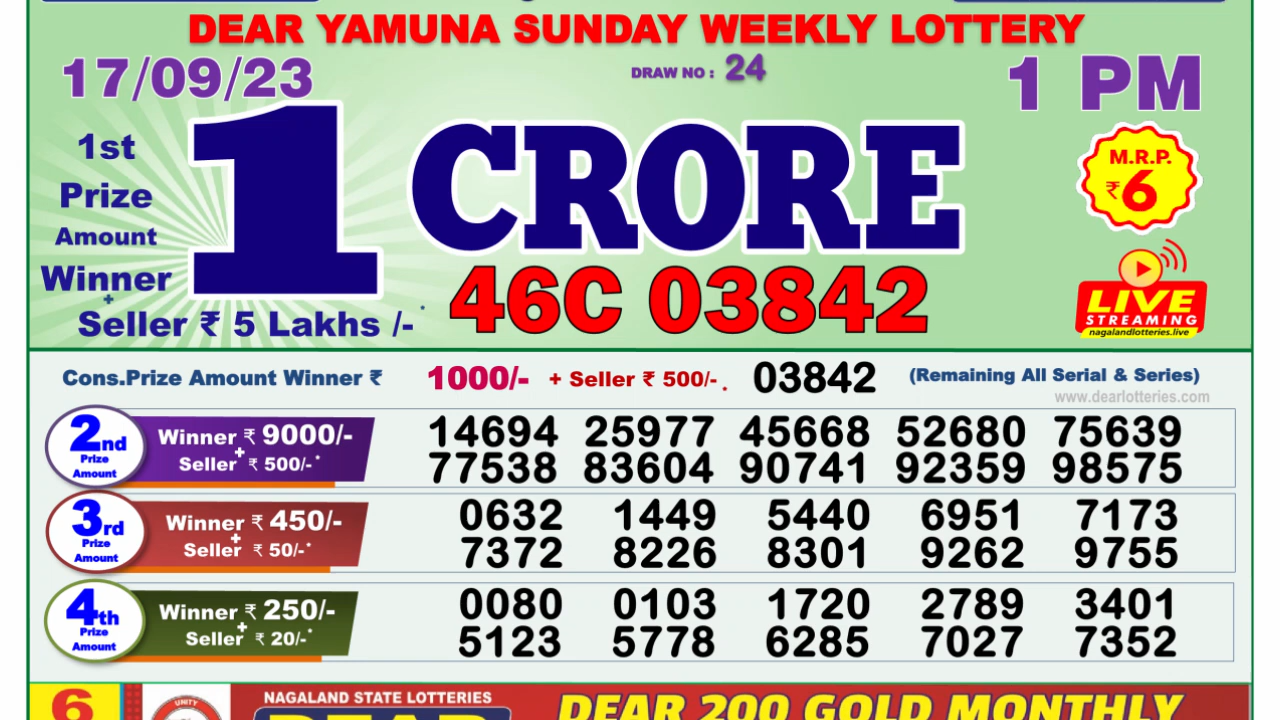 DEAR YAMUNA SUNDAY WEEKLY LOTTERY
17/09/23
DRAW NO : 24
1 PM
1st
Prize
Amount
Winner
+
Seller ₹ 5 Lakhs /-*
1 CRORE
46C 03842
M.R.P.
₹6
LIVE
STREAMING
nagalandlotteries.live
Cons.Prize Amount Winner ₹ 1000/- + Seller ₹ 500/- . 03842 (Remaining All Serial & Series)
www.dearlotteries.com
2nd
Prize
Amount
Winner ₹ 9000/-
+
Seller ₹ 500/-*
14694 25977 45668 52680 75639
77538 83604 90741 92359 98575
3rd
Prize
Amount
Winner ₹ 450/-
+
Seller ₹ 50/-*
0632 1449 5440 6951 7173
7372 8226 8301 9262 9755
4th
Prize
Amount
Winner ₹ 250/-
+
Seller ₹ 20/-*
0080 0103 1720 2789 3401
5123 5778 6285 7027 7352
6
UNITY
NAGALAND STATE LOTTERIES
DEAR
DEAR 200 GOLD MONTHLY